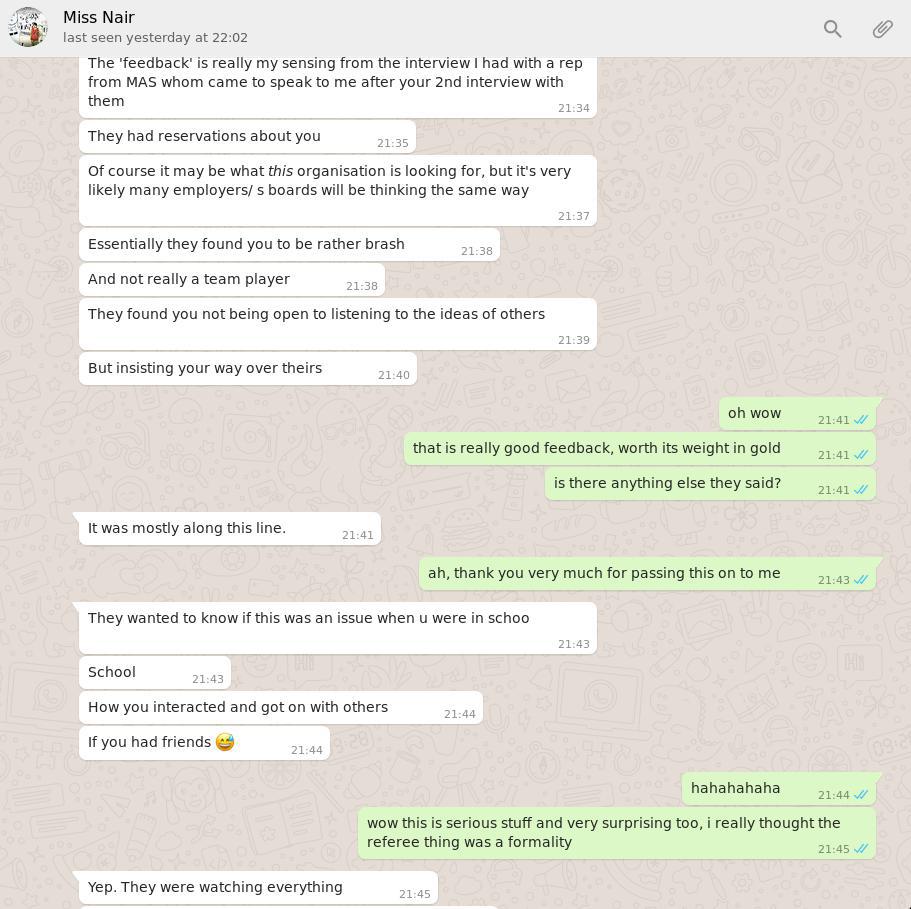 Miss Nair
last seen yesterday at 22:02
The 'feedback' is really my sensing from the interview I had with a rep
from MAS whom came to speak to me after your 2nd interview with
them
21:34
They had reservations about you
21:35
Of course it may be what this organisation is looking for, but it's very
likely many employers/ s boards will be thinking the same way
21:37
Essentially they found you to be rather brash
21:38
And not really a team player
21:38
They found you not being open to listening to the ideas of others
21:39
But insisting your way over theirs
21:40
oh wow
21:41
that is really good feedback, worth its weight in gold
21:41
is there anything else they said?
21:41
It was mostly along this line.
21:41
ah, thank you very much for passing this on to me
21:43
They wanted to know if this was an issue when u were in schoo
21:43
School
21:43
How you interacted and got on with others
21:44
If you had friends 😅
21:44
hahahahaha
21:44
wow this is serious stuff and very surprising too, i really thought the
referee thing was a formality
21:45
Yep. They were watching everything
21:45